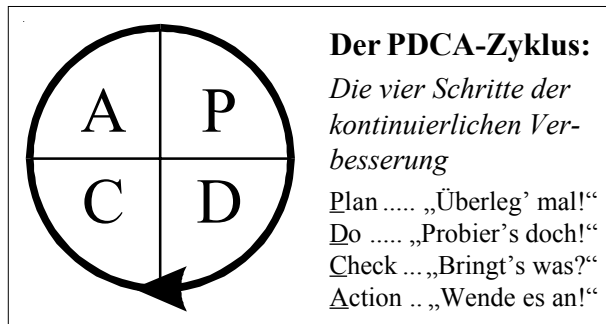 A P
C D
Der PDCA-Zyklus:
Die vier Schritte der
kontinuierlichen Ver-
besserung
Plan ..... „Überleg’ mal!“
Do ..... „Probier’s doch!“
Check ... „Bringt’s was?“
Action .. „Wende es an!“